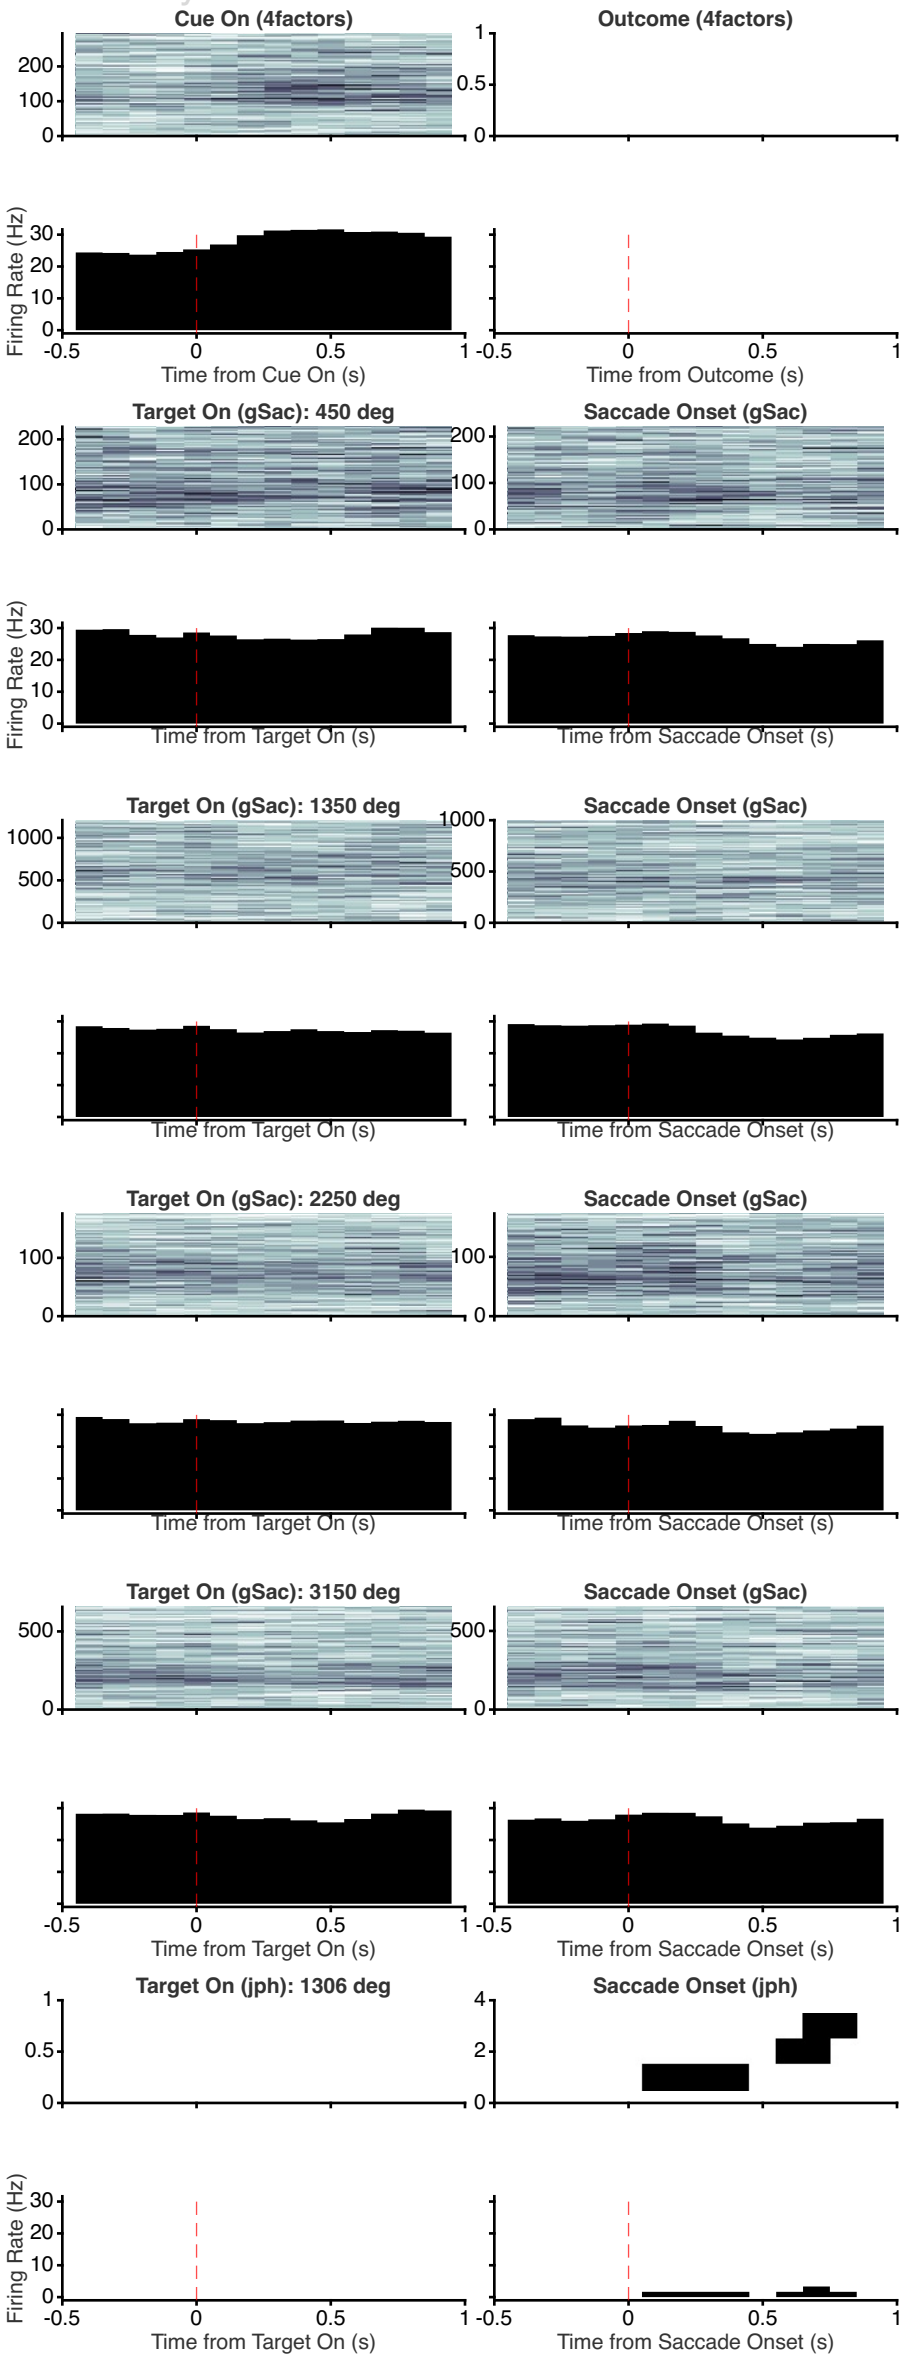 Cue On (4factors) Outcome (4factors)
200
100
0
1
0.5
0
Firing Rate (Hz)
30
20
10
0
-0.5 0 0.5 1 -0.5 0 0.5 1
Time from Cue On (s) Time from Outcome (s)
Target On (gSac): 450 deg Saccade Onset (gSac)
200
100
0
200
100
0
Firing Rate (Hz)
30
20
10
0
Time from Target On (s) Time from Saccade Onset (s)
Target On (gSac): 1350 deg Saccade Onset (gSac)
1000
500
0
1000
500
0
Time from Target On (s) Time from Saccade Onset (s)
Target On (gSac): 2250 deg Saccade Onset (gSac)
100
0
100
0
Time from Target On (s) Time from Saccade Onset (s)
Target On (gSac): 3150 deg Saccade Onset (gSac)
500
0
500
0
-0.5 0 0.5 1 -0.5 0 0.5 1
Time from Target On (s) Time from Saccade Onset (s)
Target On (jph): 1306 deg Saccade Onset (jph)
1
0.5
0
4
2
0
Firing Rate (Hz)
30
20
10
0
-0.5 0 0.5 1 -0.5 0 0.5 1
Time from Target On (s) Time from Saccade Onset (s)